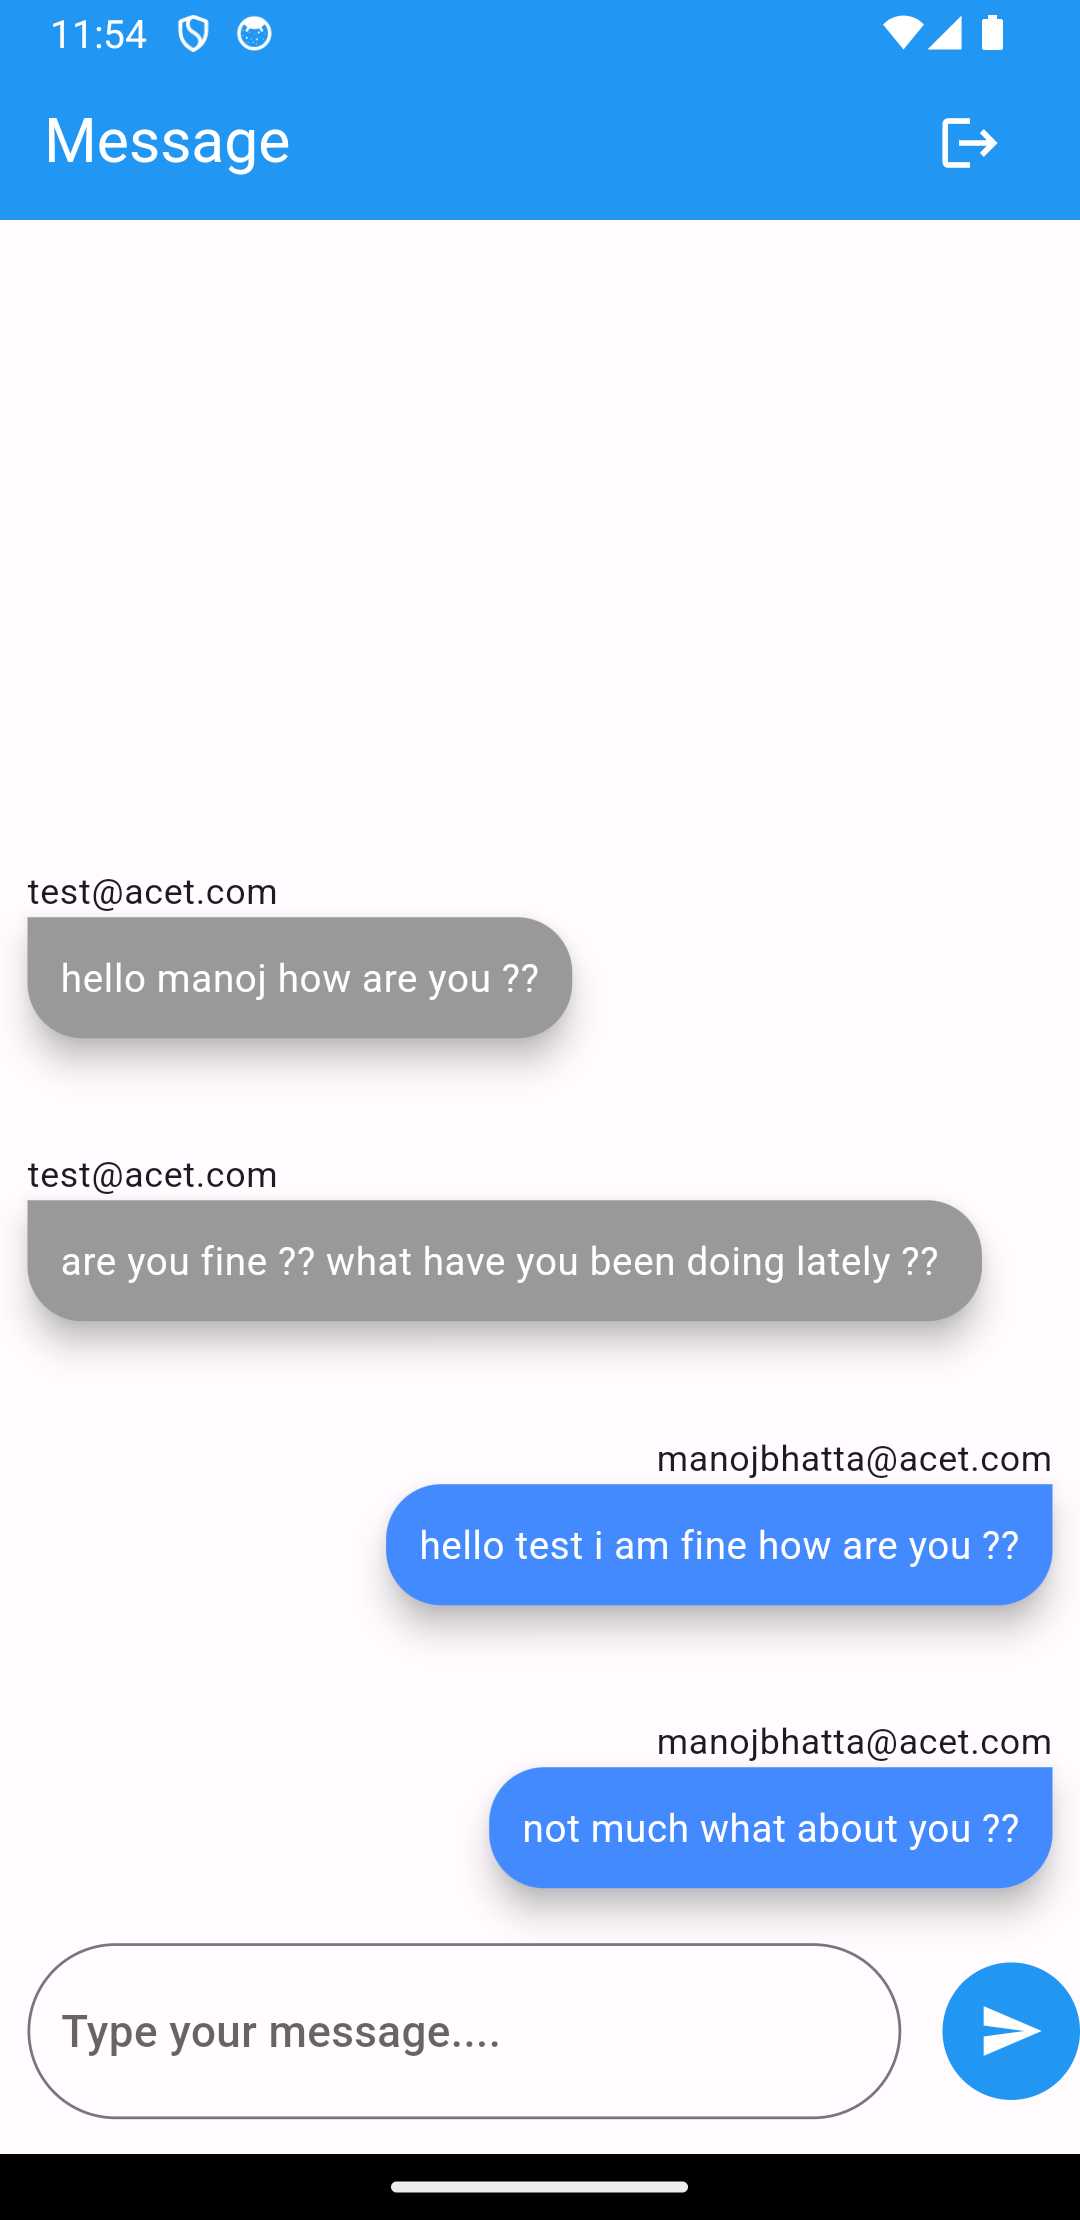 11:54
Message
test@acet.com
hello manoj how are you ??
test@acet.com
are you fine ?? what have you been doing lately ??
manojbhatta@acet.com
hello test i am fine how are you ??
manojbhatta@acet.com
not much what about you ??
Type your message....